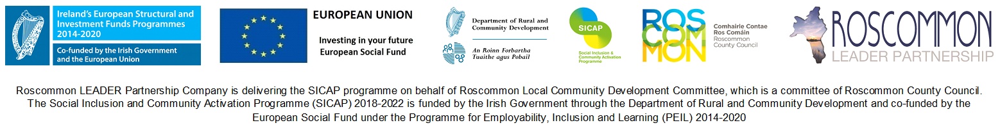 Ireland's European Structural and
Investment Funds Programmes
2014-2020
Co-funded by the Irish Government
and the European Union
EUROPEAN UNION
Investing in your future
European Social Fund
Department of Rural and
Community Development
An Roinn Forbartha
Tuaithe agus Pobail
SICAP
Social Inclusion &
Community Activation
Programme
ROS
COM
MON
Comhairle Contae
Ros Comáin
Roscommon
County Council
ROSCOMMON
LEADER PARTNERSHIP
Roscommon LEADER Partnership Company is delivering the SICAP programme on behalf of Roscommon Local Community Development Committee, which is a committee of Roscommon County Council.
The Social Inclusion and Community Activation Programme (SICAP) 2018-2022 is funded by the Irish Government through the Department of Rural and Community Development and co-funded by the
European Social Fund under the Programme for Employability, Inclusion and Learning (PEIL) 2014-2020